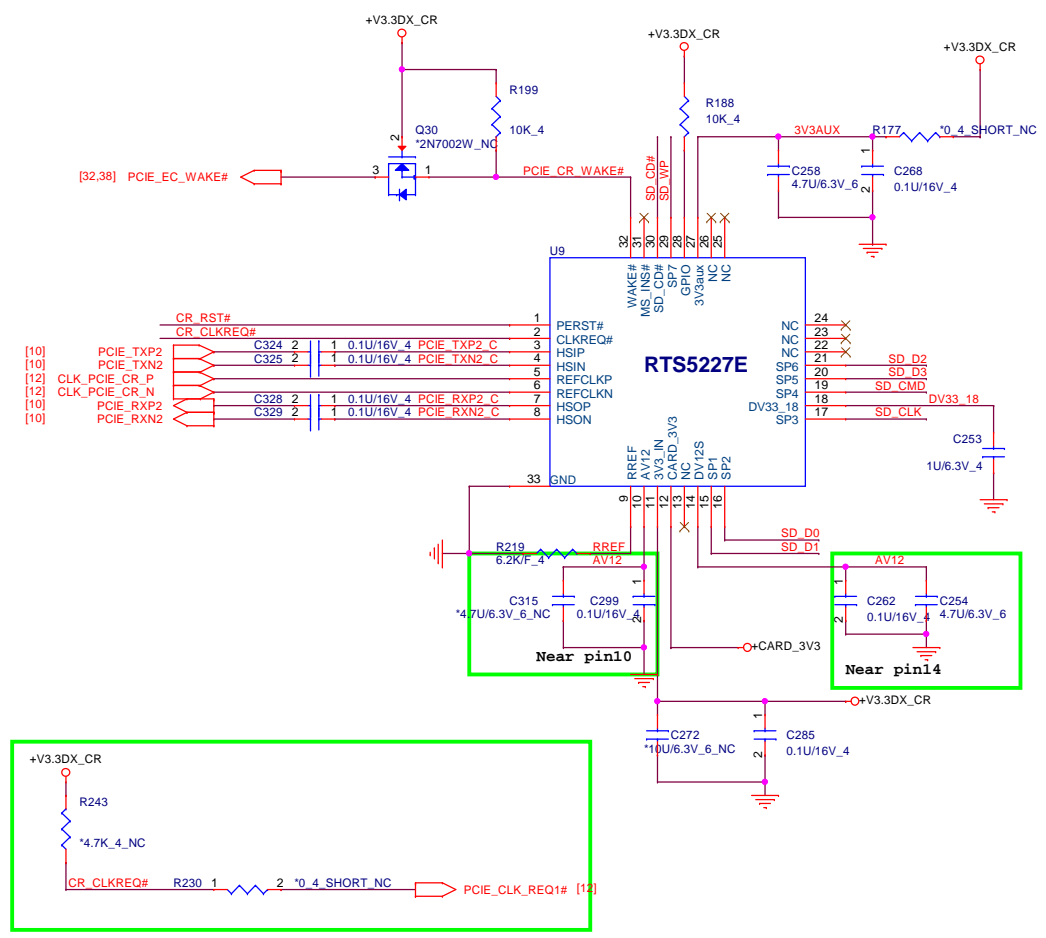 +V3.3DX_CR
+V3.3DX_CR
+V3.3DX_CR
R199
10K_4
R188
10K_4
Q30
*2N7002W_NC
2
3
1
3V3AUX
R177
*0_4_SHORT_NC
[32,38]
PCIE_EC_WAKE#
PCIE_CR_WAKE#
SD_CD#
SD_WP
C258
4.7U/6.3V_6
1
2
C268
0.1U/16V_4
32
31
30
29
28
27
26
25
U9
WAKE#
MS_INS#
SD_CD#
SP7
GPIO
3V3aux
NC
NC
RTS5227E
CR_RST#
1
PERST#
CR_CLKREQ#
2
CLKREQ#
[10]
PCIE_TXP2
C324
2
1
0.1U/16V_4
PCIE_TXP2_C
3
HSIP
[10]
PCIE_TXN2
C325
2
1
0.1U/16V_4
PCIE_TXN2_C
4
HSIN
[12]
CLK_PCIE_CR_P
5
REFCLKP
[12]
CLK_PCIE_CR_N
6
REFCLKN
[10]
PCIE_RXP2
C328
2
1
0.1U/16V_4
PCIE_RXP2_C
7
HSOP
[10]
PCIE_RXN2
C329
2
1
0.1U/16V_4
PCIE_RXN2_C
8
HSON
NC
24
NC
23
NC
22
SP6
21
SD_D2
SP5
20
SD_D3
SP4
19
SD_CMD
DV33_18
18
DV33_18
SP3
17
SD_CLK
C253
1U/6.3V_4
33
GND
RREF
AV12
3V3_IN
CARD_3V3
NC
DV12S
SP1
SP2
9
10
11
12
13
14
15
16
SD_D0
SD_D1
R219
6.2K/F_4
RREF
AV12
C315
*4.7U/6.3V_6_NC
C299
0.1U/16V_4
1
2
Near pin10
+CARD_3V3
AV12
1
2
C262
0.1U/16V_4
C254
4.7U/6.3V_6
Near pin14
+V3.3DX_CR
C272
*10U/6.3V_6_NC
1
2
C285
0.1U/16V_4
+V3.3DX_CR
R243
*4.7K_4_NC
CR_CLKREQ#
R230
1
2
*0_4_SHORT_NC
PCIE_CLK_REQ1#
[12]